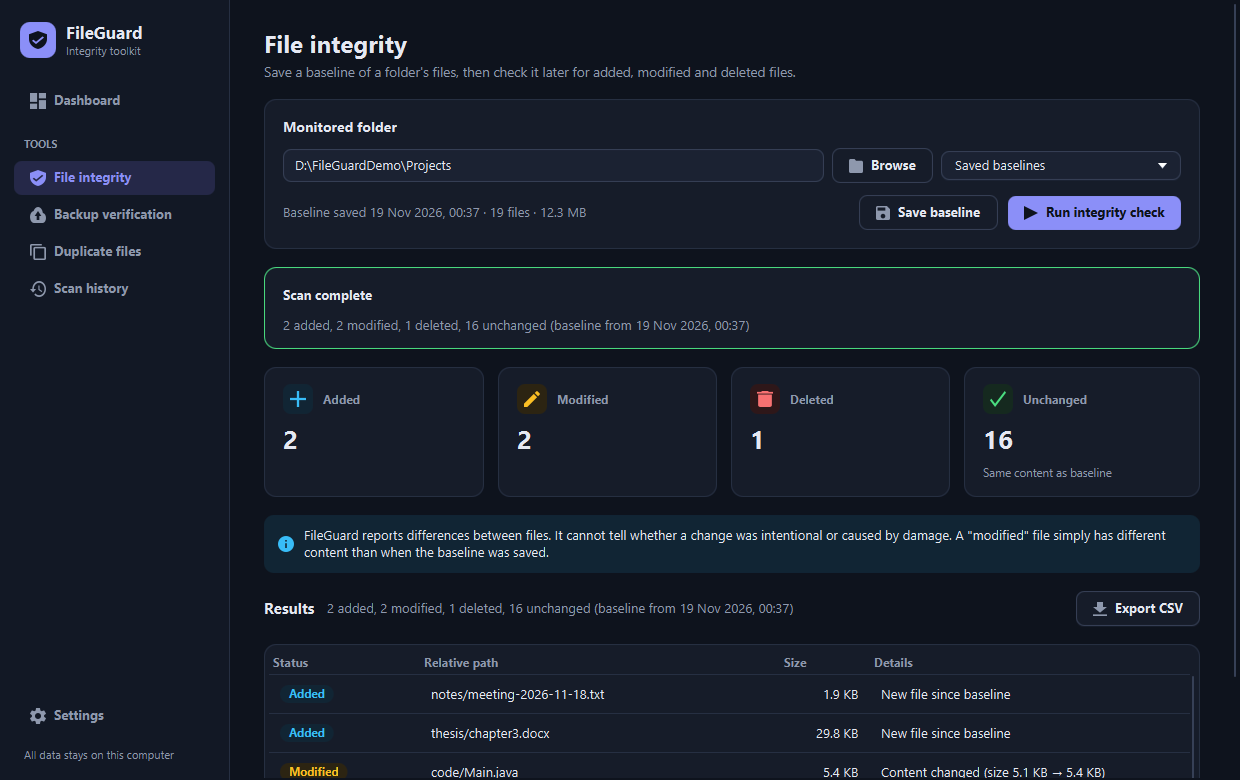 FileGuard
Integrity toolkit
Dashboard
TOOLS
File integrity
Backup verification
Duplicate files
Scan history
Settings
All data stays on this computer
File integrity
Save a baseline of a folder's files, then check it later for added, modified and deleted files.
Monitored folder
D:\FileGuardDemo\Projects
Browse
Saved baselines
Baseline saved 19 Nov 2026, 00:37 · 19 files · 12.3 MB
Save baseline
Run integrity check
Scan complete
2 added, 2 modified, 1 deleted, 16 unchanged (baseline from 19 Nov 2026, 00:37)
Added
2
Modified
2
Deleted
1
Unchanged
16
Same content as baseline
FileGuard reports differences between files. It cannot tell whether a change was intentional or caused by damage. A "modified" file simply has different
content than when the baseline was saved.
Results 2 added, 2 modified, 1 deleted, 16 unchanged (baseline from 19 Nov 2026, 00:37)
Export CSV
Status Relative path Size Details
Added notes/meeting-2026-11-18.txt 1.9 KB New file since baseline
Added thesis/chapter3.docx 29.8 KB New file since baseline
Modified code/Main.java 5.4 KB Content changed (size 5.1 KB → 5.4 KB)